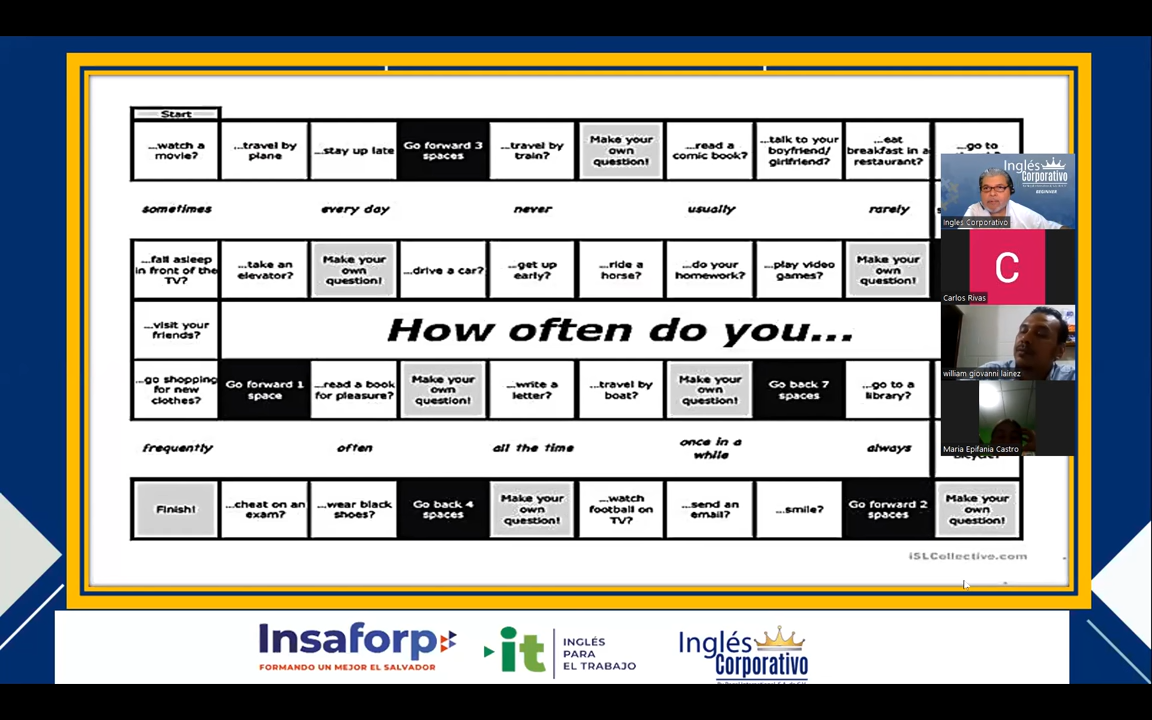 Start
...watch a
movie?
...travel by
plane
...stay up late
Go forward 3
spaces
...travel by
train?
Make your
own
question!
...read a
comic book?
...talk to your
boyfriend/
girlfriend?
...eat
breakfast in a
restaurant?
...go to
sometimes
every day
never
usually
rarely
...fall asleep
in front of the
TV?
...take an
elevator?
Make your
own
question!
...drive a car?
...get up
early?
...ride a
horse?
...do your
homework?
...play video
games?
Make your
own
question!
...visit your
friends?
How often do you...
...go shopping
for new
clothes?
Go forward 1
space
...read a book
for pleasure?
Make your
own
question!
...write a
letter?
...travel by
boat?
Make your
own
question!
Go back 7
spaces
...go to a
library?
frequently
often
all the time
once in a
while
always
bicycle?
Finish!
...cheat on an
exam?
...wear black
shoes?
Go back 4
spaces
Make your
own
question!
...watch
football on
TV?
...send an
email?
...smile?
Go forward 2
spaces
Make your
own
question!
iSLCollective.com
Inglés
Corporativo
BEGINNER
Inglés Corporativo
C
Carlos Rivas
william giovanni lainez
Maria Epifania Castro
Insaforp
FORMANDO UN MEJOR EL SALVADOR
it
INGLÉS
PARA
EL TRABAJO
Inglés
Corporativo